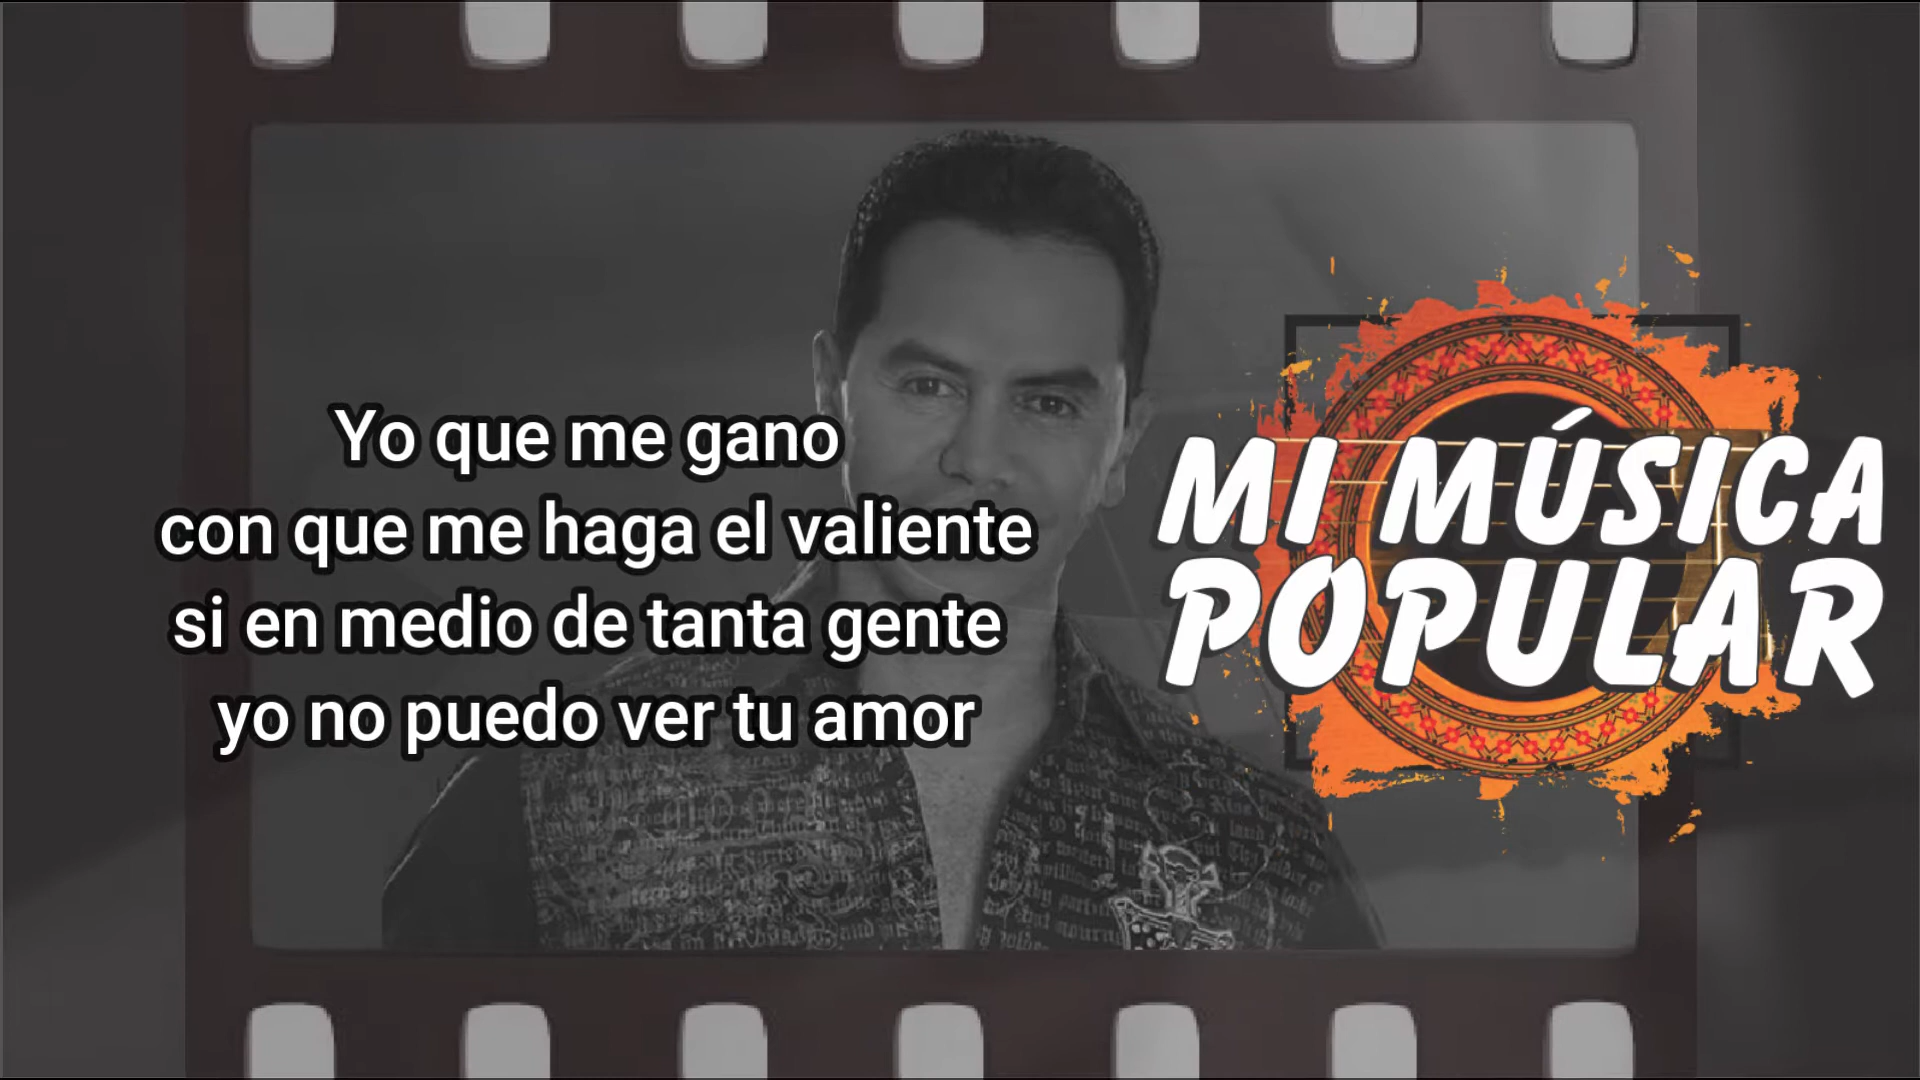 Yo que me gano
con que me haga el valiente
si en medio de tanta gente
yo no puedo ver tu amor
MI MÚSICA
POPULAR